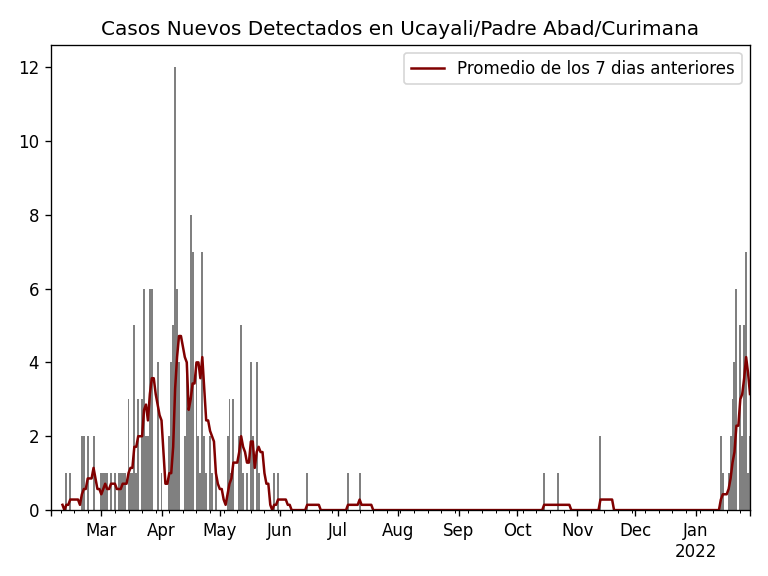 Casos Nuevos Detectados en Ucayali/Padre Abad/Curimana
Promedio de los 7 dias anteriores
12
10
8
6
4
2
0
Mar Apr May Jun Jul Aug Sep Oct Nov Dec Jan
2022